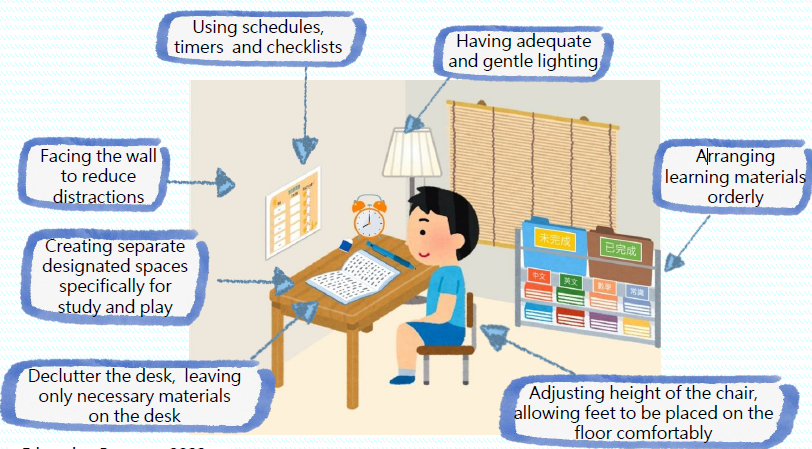 Using schedules,
timers and checklists
Having adequate
and gentle lighting
Facing the wall
to reduce
distractions
Arranging
learning materials
orderly
Creating separate
designated spaces
specifically for
study and play
未完成
已完成
中文
英文
數學
常識
Declutter the desk, leaving
only necessary materials
on the desk
Adjusting height of the chair,
allowing feet to be placed on the
floor comfortably